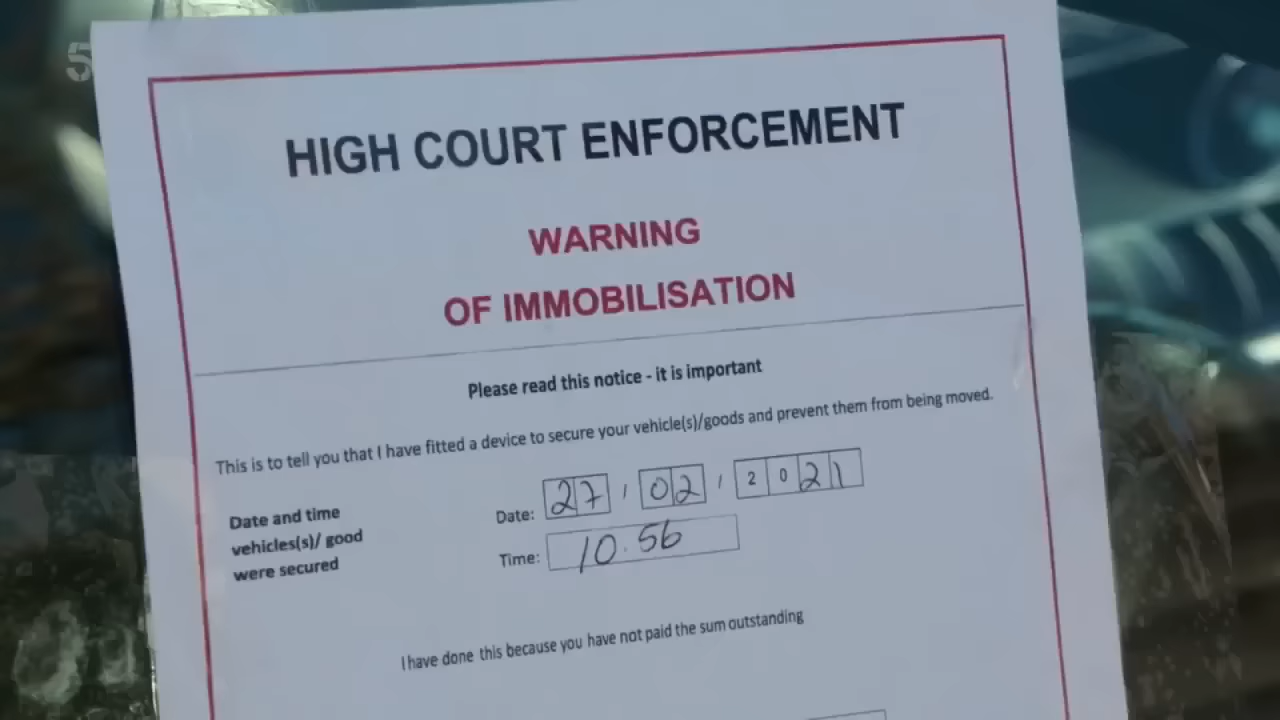 5
HIGH COURT ENFORCEMENT
WARNING
OF IMMOBILISATION
Please read this notice - it is important
This is to tell you that I have fitted a device to secure your vehicle(s)/goods and prevent them from being moved.
Date and time
vehicles(s)/ good
were secured
Date: 27 / 02 / 2021
Time: 10.56
I have done this because you have not paid the sum outstanding